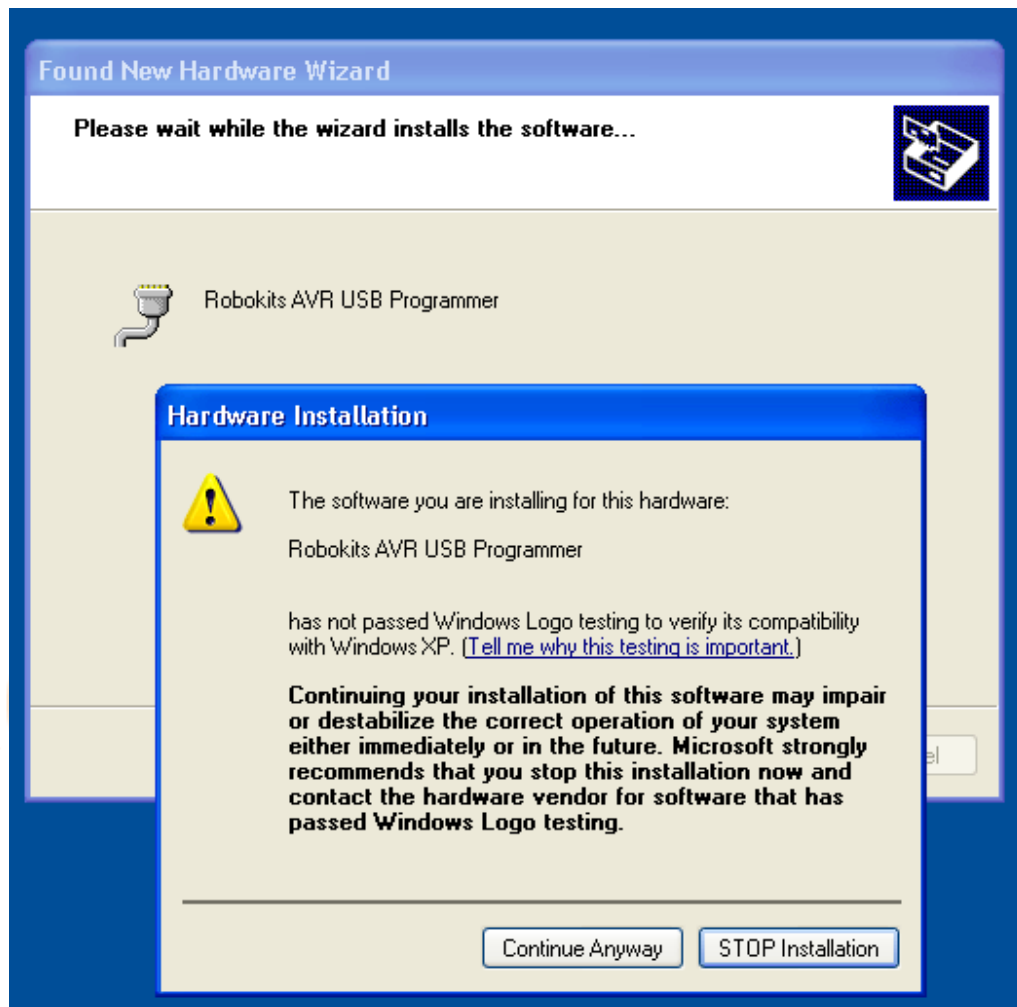 Found New Hardware Wizard
Please wait while the wizard installs the software...
Robokits AVR USB Programmer
Hardware Installation
The software you are installing for this hardware:
Robokits AVR USB Programmer
has not passed Windows Logo testing to verify its compatibility
with Windows XP. (Tell me why this testing is important.)
Continuing your installation of this software may impair
or destabilize the correct operation of your system
either immediately or in the future. Microsoft strongly
recommends that you stop this installation now and
contact the hardware vendor for software that has
passed Windows Logo testing.
Continue Anyway
STOP Installation